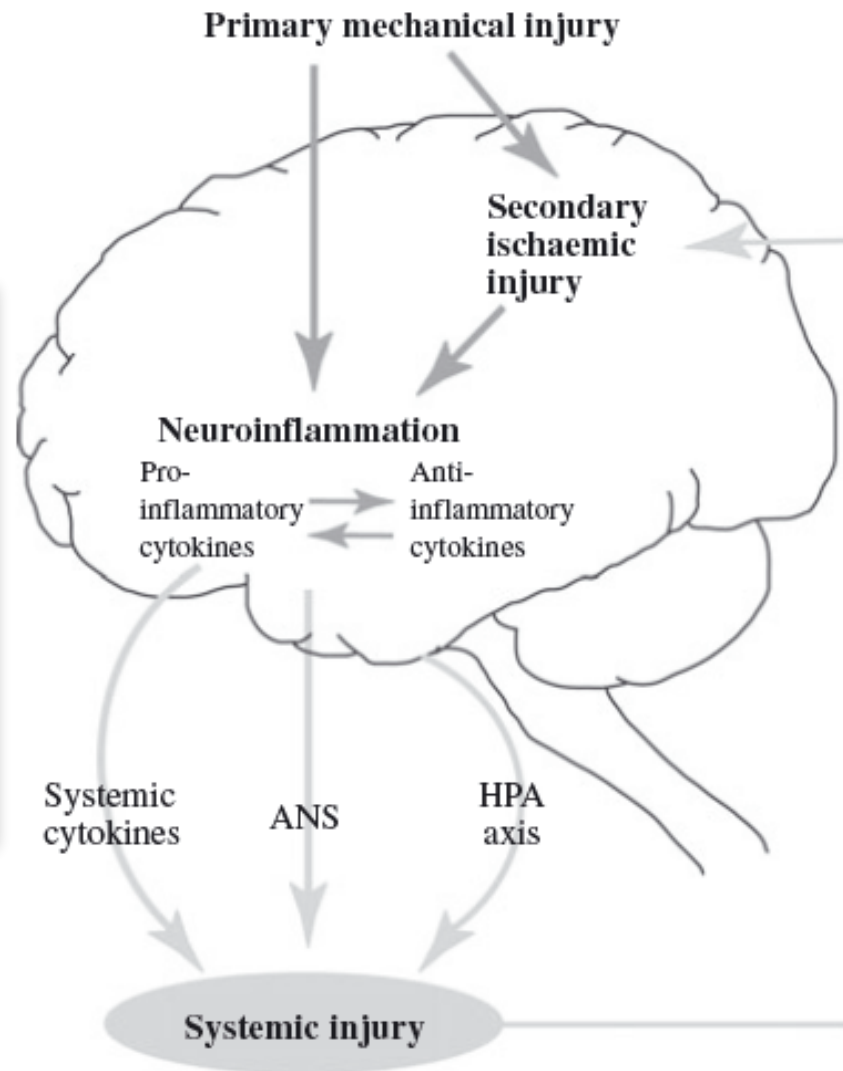 Primary mechanical injury
Secondary
ischaemic
injury
Neuroinflammation
Pro-
inflammatory
cytokines
Anti-
inflammatory
cytokines
Systemic
cytokines
ANS
HPA
axis
Systemic injury